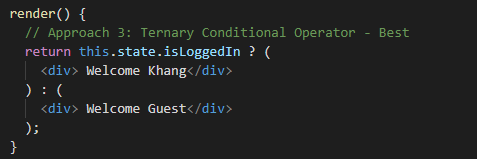 render() {
  // Approach 3: Ternary Conditional Operator - Best
  return this.state.isLoggedIn ? (
    <div> Welcome Khang</div>
  ) : (
    <div> Welcome Guest</div>
  );
}